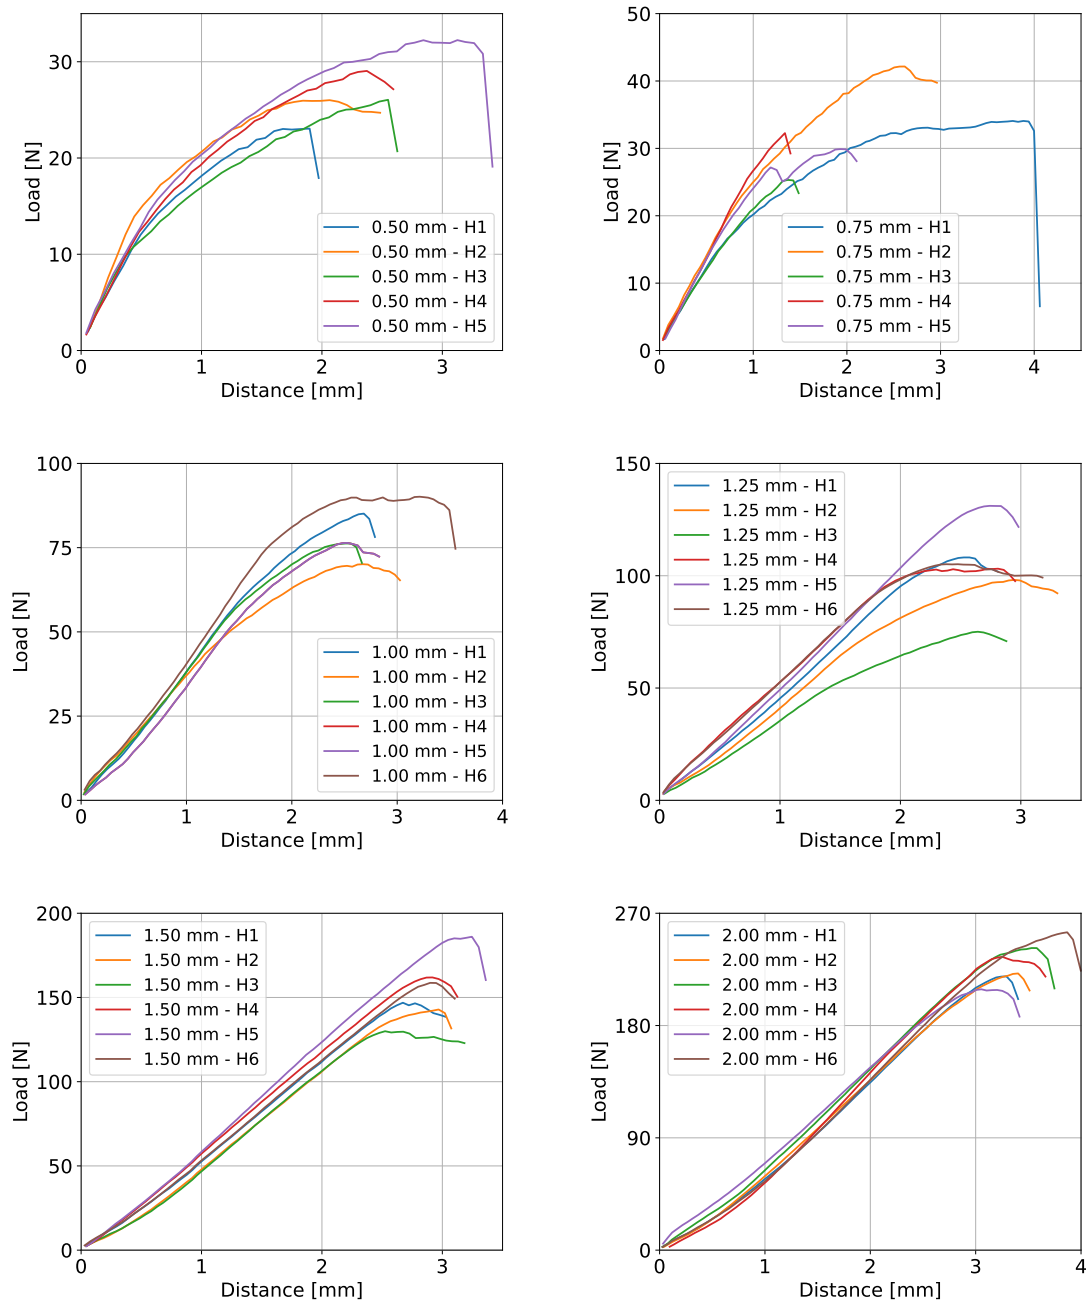 30
20
10
0
0
1
2
3
Load [N]
Distance [mm]
0.50 mm - H1
0.50 mm - H2
0.50 mm - H3
0.50 mm - H4
0.50 mm - H5
50
40
30
20
10
0
0
1
2
3
4
Load [N]
Distance [mm]
0.75 mm - H1
0.75 mm - H2
0.75 mm - H3
0.75 mm - H4
0.75 mm - H5
100
75
50
25
0
0
1
2
3
4
Load [N]
Distance [mm]
1.00 mm - H1
1.00 mm - H2
1.00 mm - H3
1.00 mm - H4
1.00 mm - H5
1.00 mm - H6
150
100
50
0
0
1
2
3
Load [N]
Distance [mm]
1.25 mm - H1
1.25 mm - H2
1.25 mm - H3
1.25 mm - H4
1.25 mm - H5
1.25 mm - H6
200
150
100
50
0
0
1
2
3
Load [N]
Distance [mm]
1.50 mm - H1
1.50 mm - H2
1.50 mm - H3
1.50 mm - H4
1.50 mm - H5
1.50 mm - H6
270
180
90
0
0
1
2
3
4
Load [N]
Distance [mm]
2.00 mm - H1
2.00 mm - H2
2.00 mm - H3
2.00 mm - H4
2.00 mm - H5
2.00 mm - H6